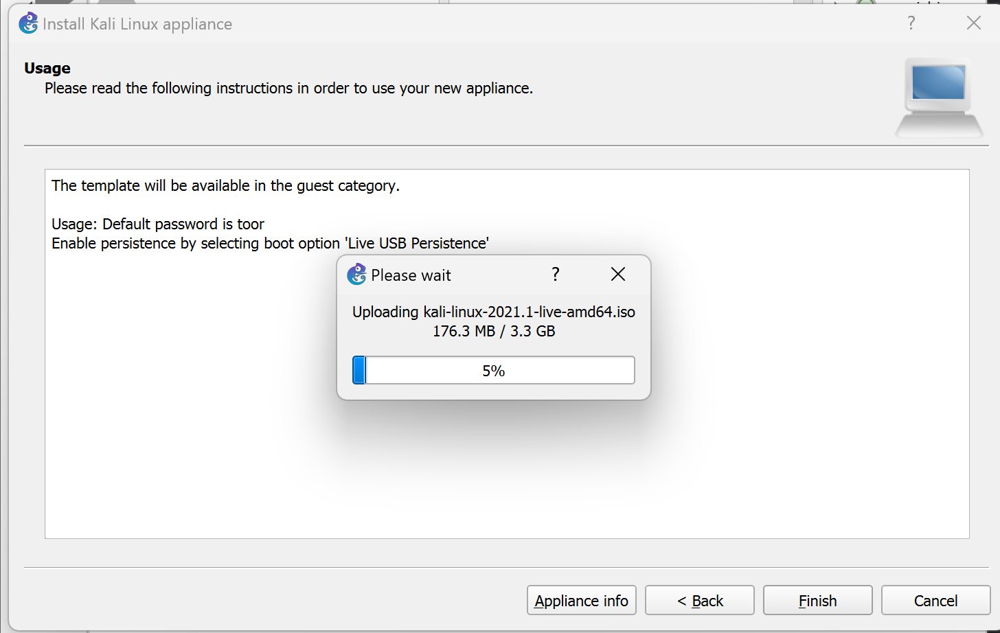 Install Kali Linux appliance
?
Usage
Please read the following instructions in order to use your new appliance.
The template will be available in the guest category.
Usage: Default password is toor
Enable persistence by selecting boot option 'Live USB Persistence'
Please wait
?
Uploading kali-linux-2021.1-live-amd64.iso
176.3 MB / 3.3 GB
5%
Appliance info
< Back
Finish
Cancel